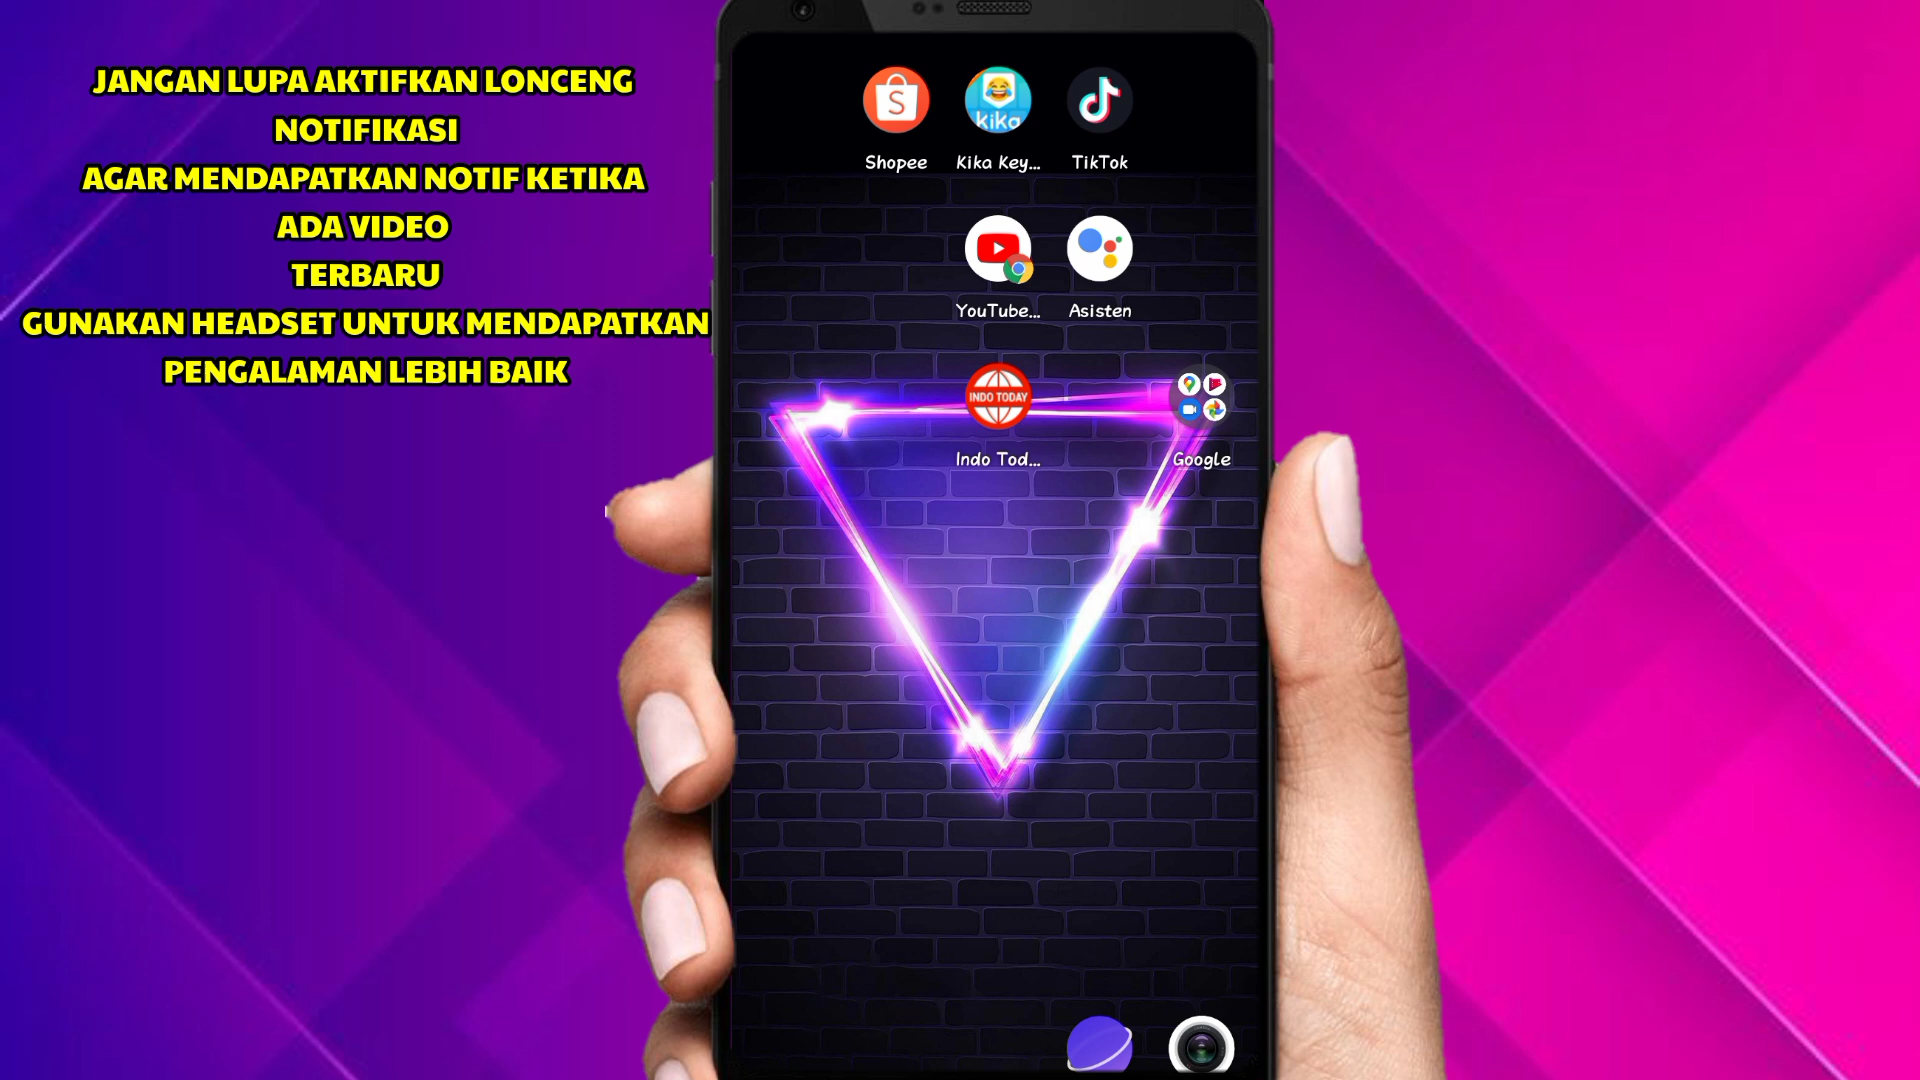 JANGAN LUPA AKTIFKAN LONCENG
NOTIFIKASI
AGAR MENDAPATKAN NOTIF KETIKA
ADA VIDEO
TERBARU
GUNAKAN HEADSET UNTUK MENDAPATKAN
PENGALAMAN LEBIH BAIK
S
kika
Shopee
Kika Key...
TikTok
YouTube...
Asisten
INDO TODAY
Indo Tod...
Google